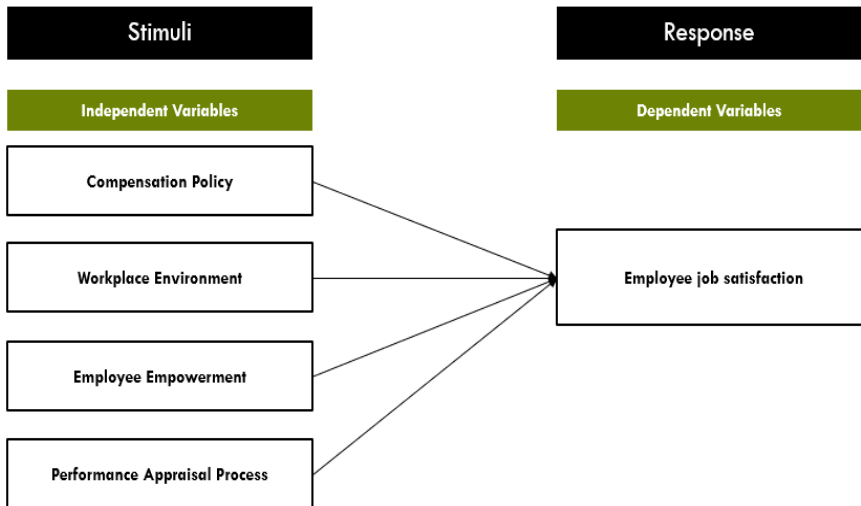 Stimuli
Response
Independent Variables
Dependent Variables
Compensation Policy
Workplace Environment
Employee job satisfaction
Employee Empowerment
Performance Appraisal Process